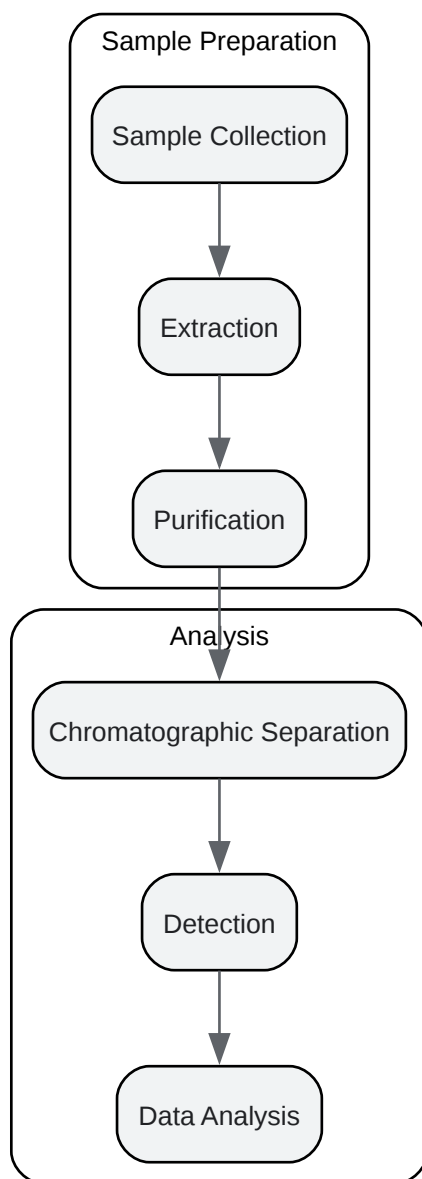 Sample Preparation
Sample Collection
Extraction
Purification
Analysis
Chromatographic Separation
Detection
Data Analysis